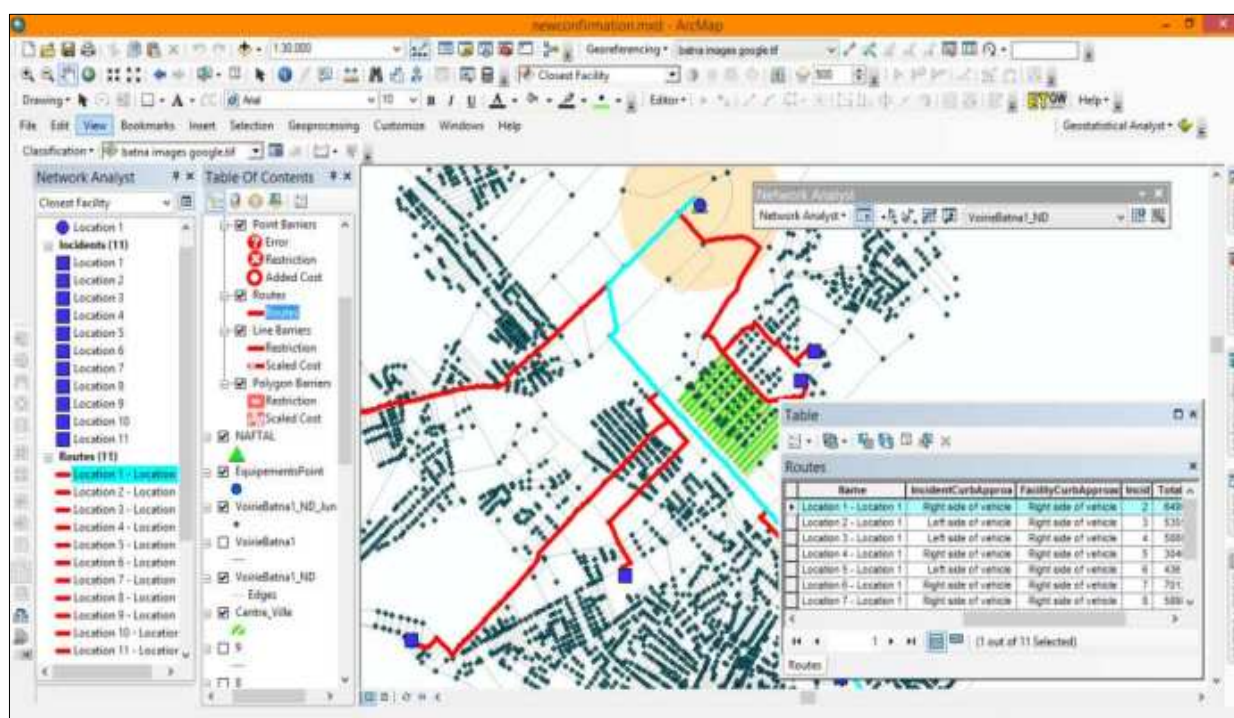 newconfirmation.mxd - ArcMap
1:30.000
Georeferencing
batna images google.tif
Closest Facility
500
Drawing
Arial
10
B I U A
Editor
Help
File Edit View Bookmarks Insert Selection Geoprocessing Customize Windows Help
Geostatistical Analyst
Classification
batna images google.tif
Network Analyst
Closest Facility
Location 1
Incidents (11)
Location 1
Location 2
Location 3
Location 4
Location 5
Location 6
Location 7
Location 8
Location 9
Location 10
Location 11
Routes (11)
Location 1 - Location
Location 2 - Location
Location 3 - Location
Location 4 - Location
Location 5 - Location
Location 6 - Location
Location 7 - Location
Location 8 - Location
Location 9 - Location
Location 10 - Location
Location 11 - Location
Table Of Contents
Point Barriers
Error
Restriction
Added Cost
Routes
Routes
Line Barriers
Restriction
Scaled Cost
Polygon Barriers
Restriction
Scaled Cost
NAFTAL
EquipementsPoint
VoirieBatna1_ND_Jun
VoirieBatna1
VoirieBatna1_ND
Edges
Centre_Ville
9
8
Network Analyst
Network Analyst
VoirieBatna1_ND
Table
Routes
Name IncidentCurbApproa FacilityCurbApproac Incid Total
Location 1 - Location 1 Right side of vehicle Right side of vehicle 2
Location 2 - Location 1 Left side of vehicle Right side of vehicle 3
Location 3 - Location 1 Left side of vehicle Right side of vehicle 4
Location 4 - Location 1 Right side of vehicle Right side of vehicle 5
Location 5 - Location 1 Left side of vehicle Right side of vehicle 6
Location 6 - Location 1 Right side of vehicle Right side of vehicle 7
Location 7 - Location 1 Right side of vehicle Right side of vehicle 8
1
(1 out of 11 Selected)
Routes